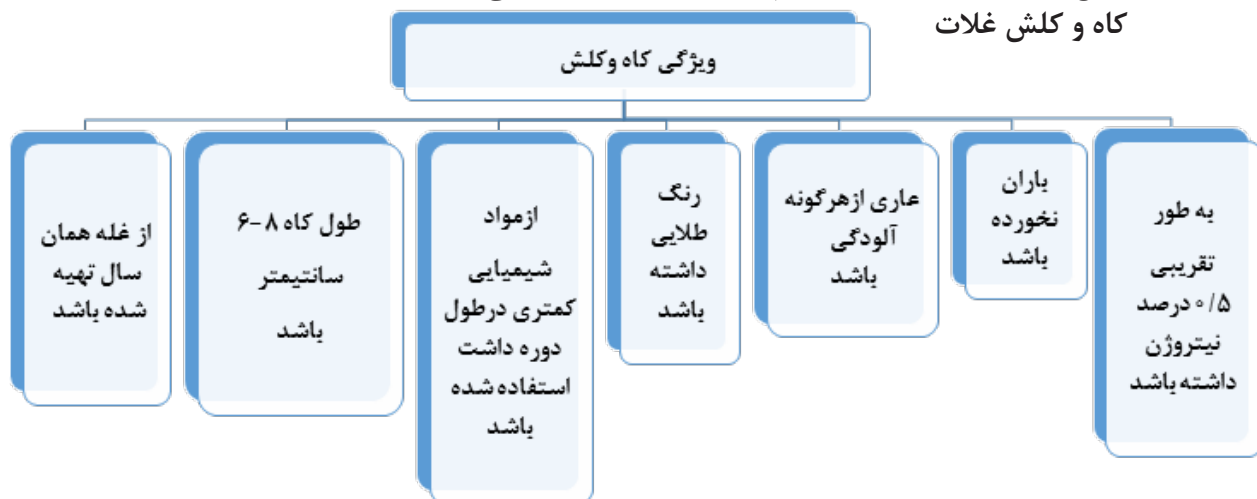 کاه و کلش غلات
ویژگی کاه وکلش
به طور
تقریبی
۰/۵ درصد
نیتروژن
داشته باشد
باران
نخورده
باشد
عاری ازهرگونه
آلودگی
باشد
رنگ
طلایی
داشته
باشد
ازمواد
شیمیایی
کمتری درطول
دوره داشت
استفاده شده
باشد
طول کاه ۸-۶
سانتیمتر
باشد
از غله همان
سال تهیه
شده باشد